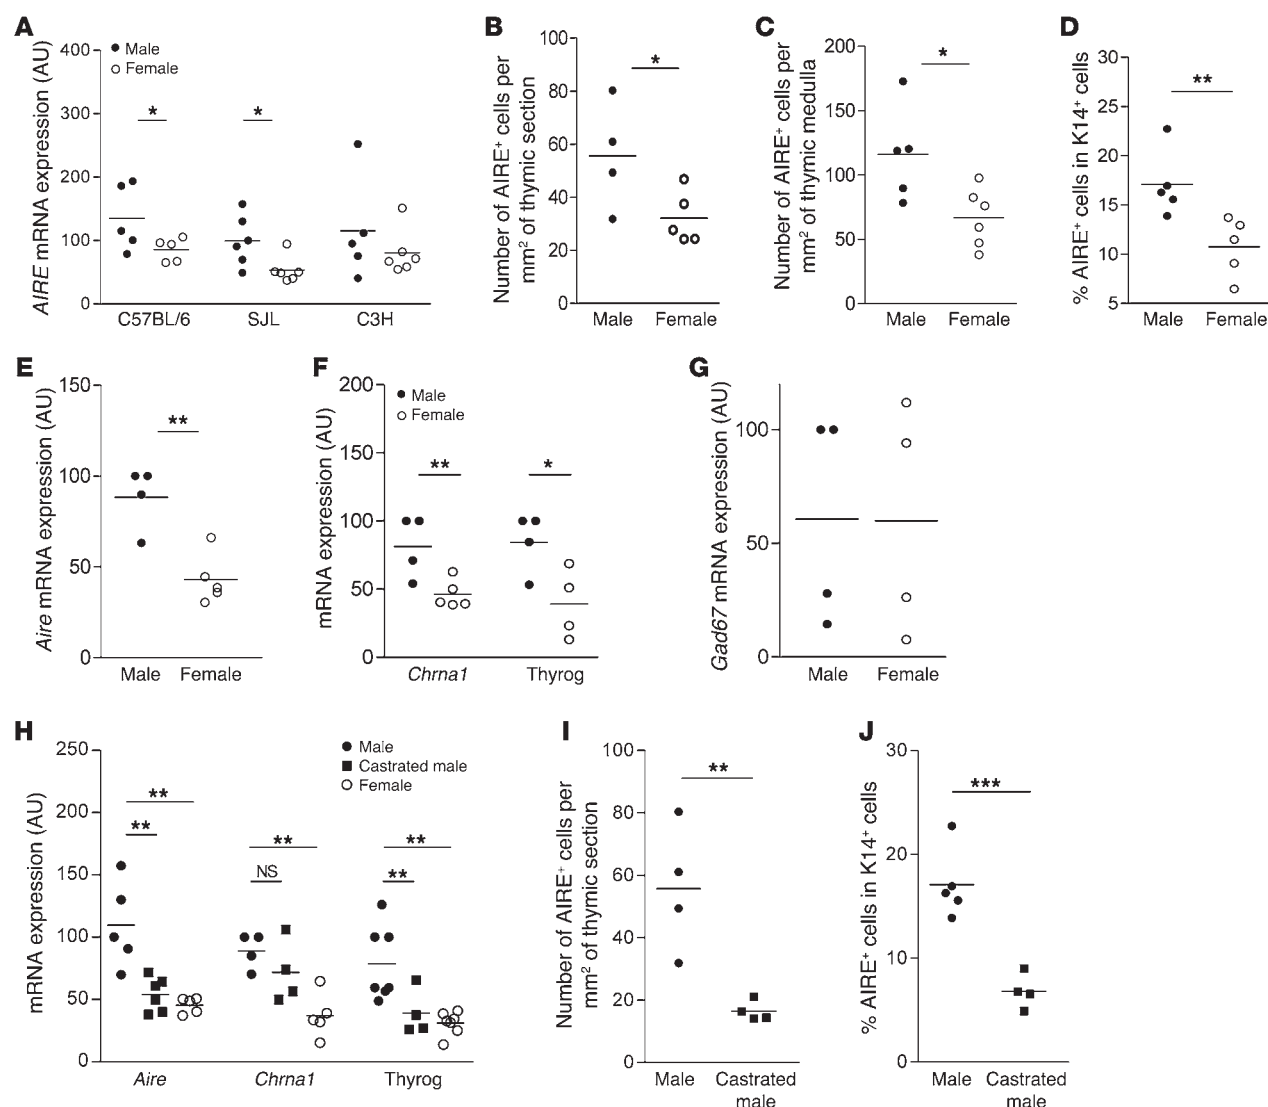 A
AIRE mRNA expression (AU)
400
300
200
100
0
Male
Female
*
*
C57BL/6
SJL
C3H
B
Number of AIRE+ cells per
mm2 of thymic section
100
80
60
40
20
0
*
Male
Female
C
Number of AIRE+ cells per
mm2 of thymic medulla
200
150
100
50
0
*
Male
Female
D
% AIRE+ cells in K14+ cells
30
25
20
15
10
5
**
Male
Female
E
Aire mRNA expression (AU)
150
100
50
0
**
Male
Female
F
mRNA expression (AU)
200
150
100
50
0
Male
Female
**
*
Chrna1
Thyrog
G
Gad67 mRNA expression (AU)
100
50
0
Male
Female
H
mRNA expression (AU)
250
200
150
100
50
0
Male
Castrated male
Female
**
**
**
NS
**
**
Aire
Chrna1
Thyrog
I
Number of AIRE+ cells per
mm2 of thymic section
100
80
60
40
20
0
**
Male
Castrated
male
J
% AIRE+ cells in K14+ cells
30
20
10
0
***
Male
Castrated
male